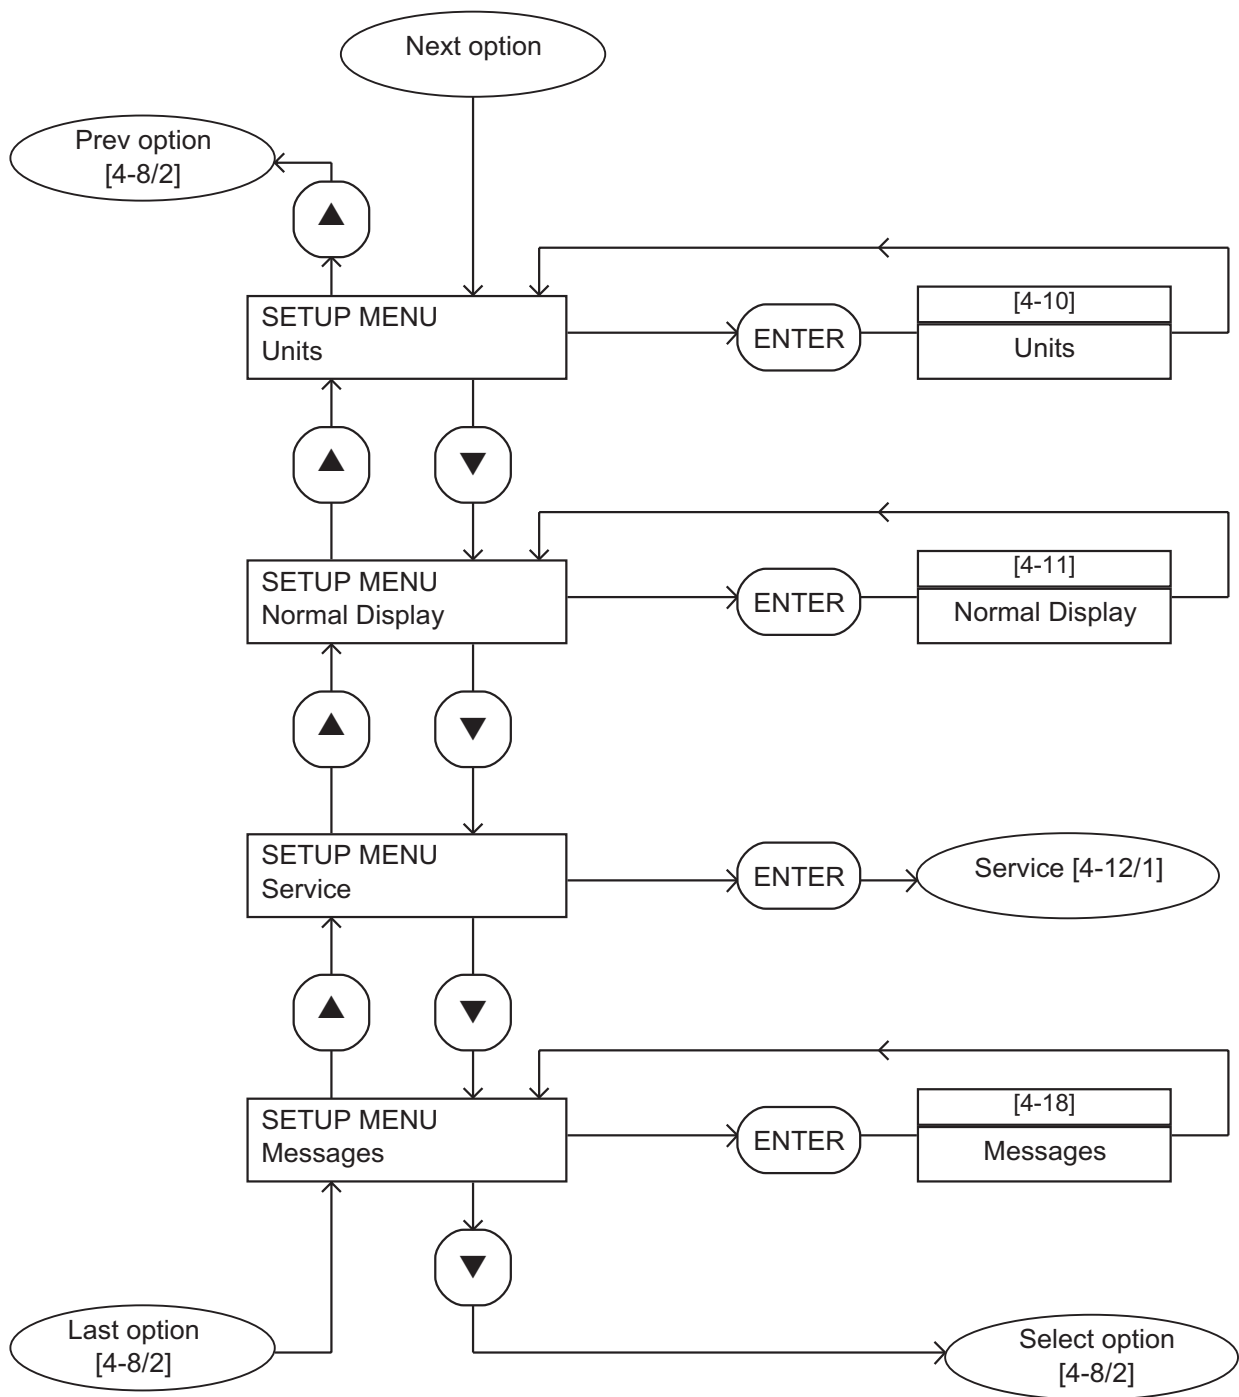 Next option
Prev option
[4-8/2]
SETUP MENU
Units
ENTER
[4-10]
Units
SETUP MENU
Normal Display
ENTER
[4-11]
Normal Display
SETUP MENU
Service
ENTER
Service [4-12/1]
SETUP MENU
Messages
ENTER
[4-18]
Messages
Last option
[4-8/2]
Select option
[4-8/2]